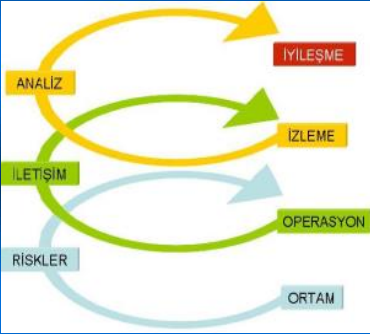 İYİLEŞME
ANALİZ
İZLEME
İLETİŞİM
OPERASYON
RİSKLER
ORTAM